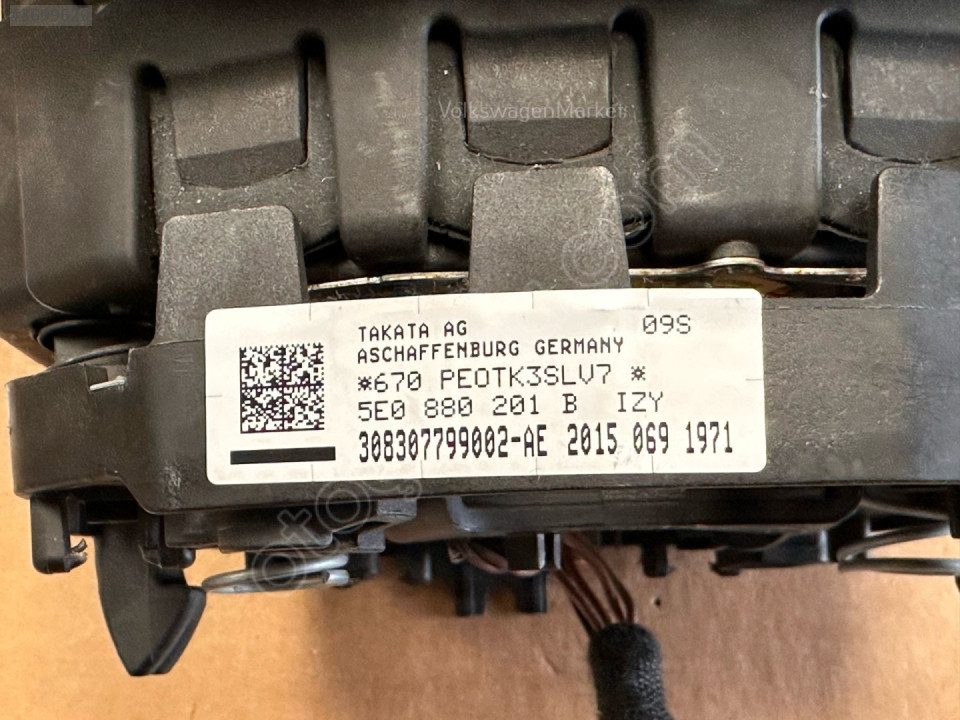 VolkswagenMarket
TAKATA AG 09S
ASCHAFFENBURG GERMANY
*670 PEOTK3SLV7 *
5E0 880 201 B IZY
308307799002-AE 2015 069 1971